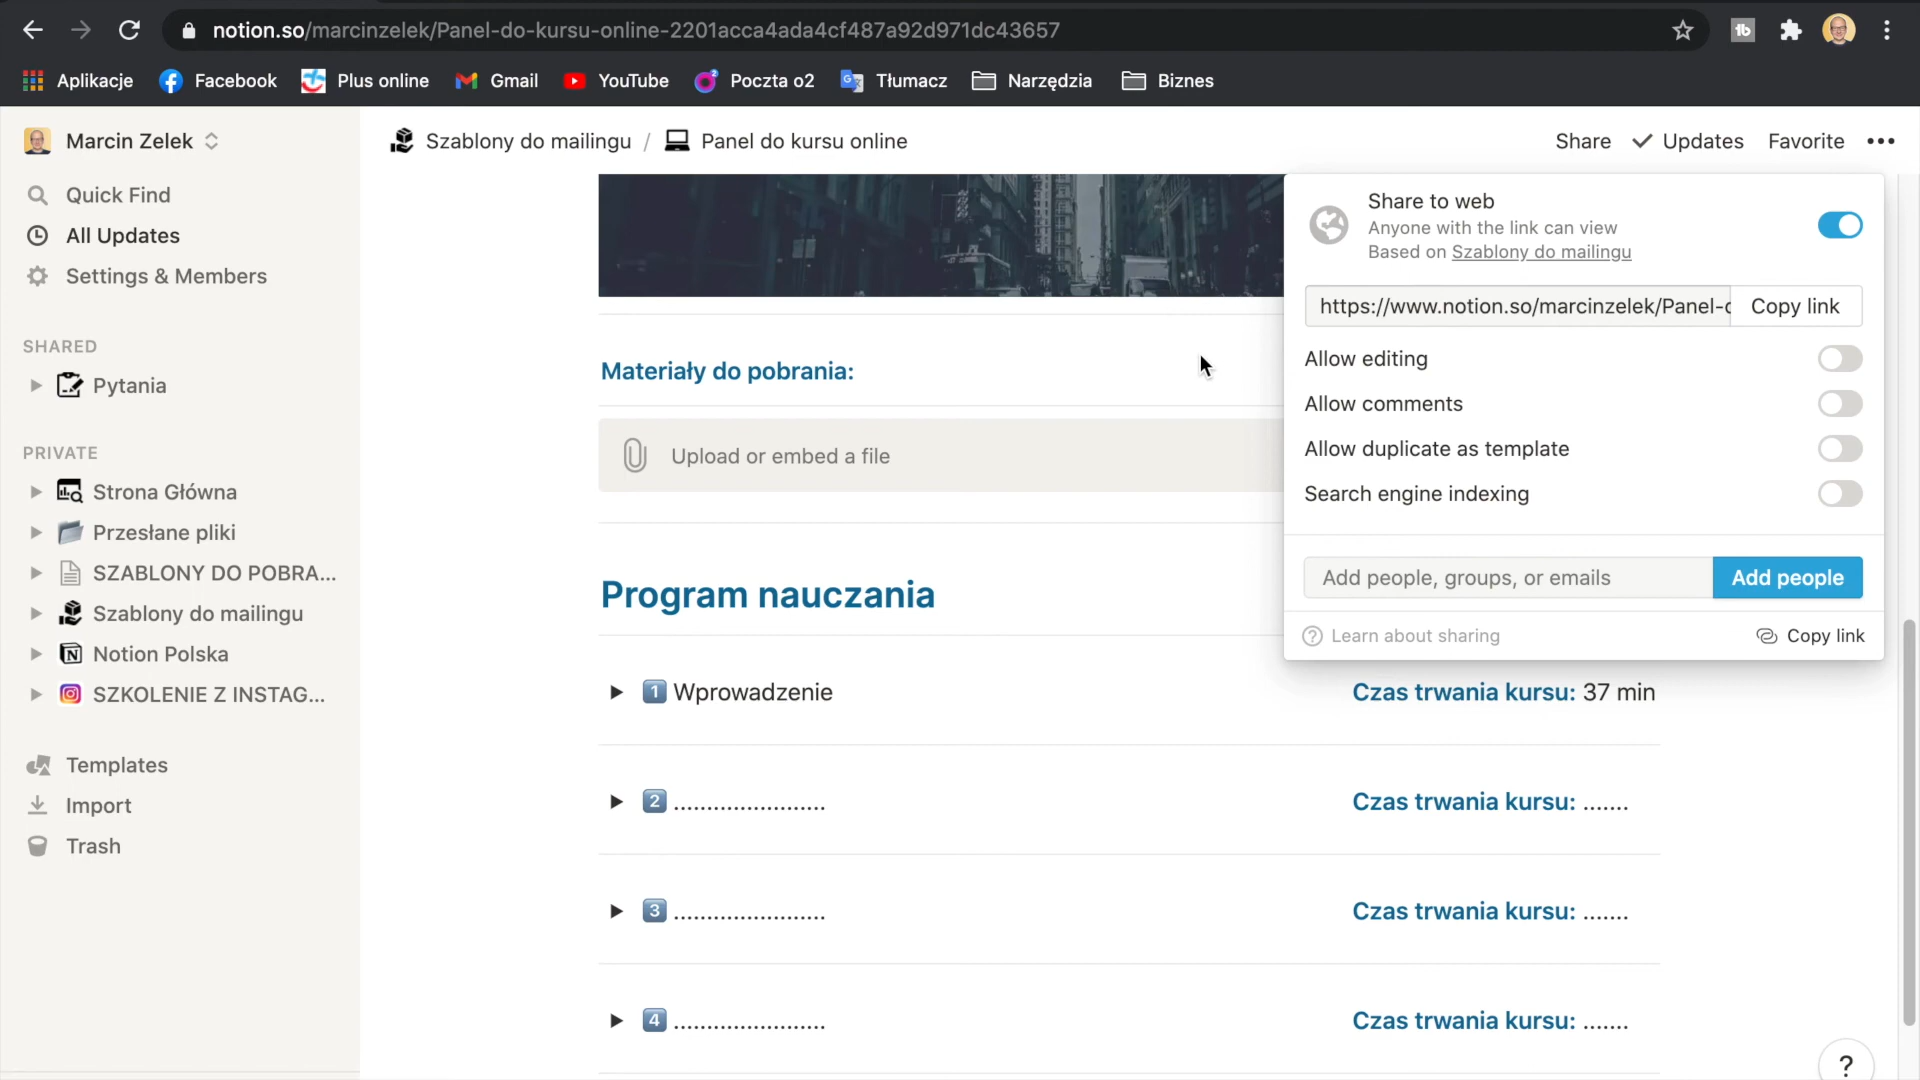 notion.so/marcinzelek/Panel-do-kursu-online-2201acca4ada4cf487a92d971dc43657
Aplikacje Facebook Plus online Gmail YouTube Poczta o2 Tłumacz Narzędzia Biznes
Marcin Zelek
Szablony do mailingu / Panel do kursu online
Share Updates Favorite
Quick Find
All Updates
Settings & Members
SHARED
Pytania
PRIVATE
Strona Główna
Przesłane pliki
SZABLONY DO POBRA...
Szablony do mailingu
Notion Polska
SZKOLENIE Z INSTAG...
Templates
Import
Trash
Materiały do pobrania:
Upload or embed a file
Program nauczania
1 Wprowadzenie
Czas trwania kursu: 37 min
2 .......................
Czas trwania kursu: .......
3 .......................
Czas trwania kursu: .......
4 .......................
Czas trwania kursu: .......
Share to web
Anyone with the link can view
Based on Szablony do mailingu
https://www.notion.so/marcinzelek/Panel-d
Copy link
Allow editing
Allow comments
Allow duplicate as template
Search engine indexing
Add people, groups, or emails
Add people
Learn about sharing
Copy link
?